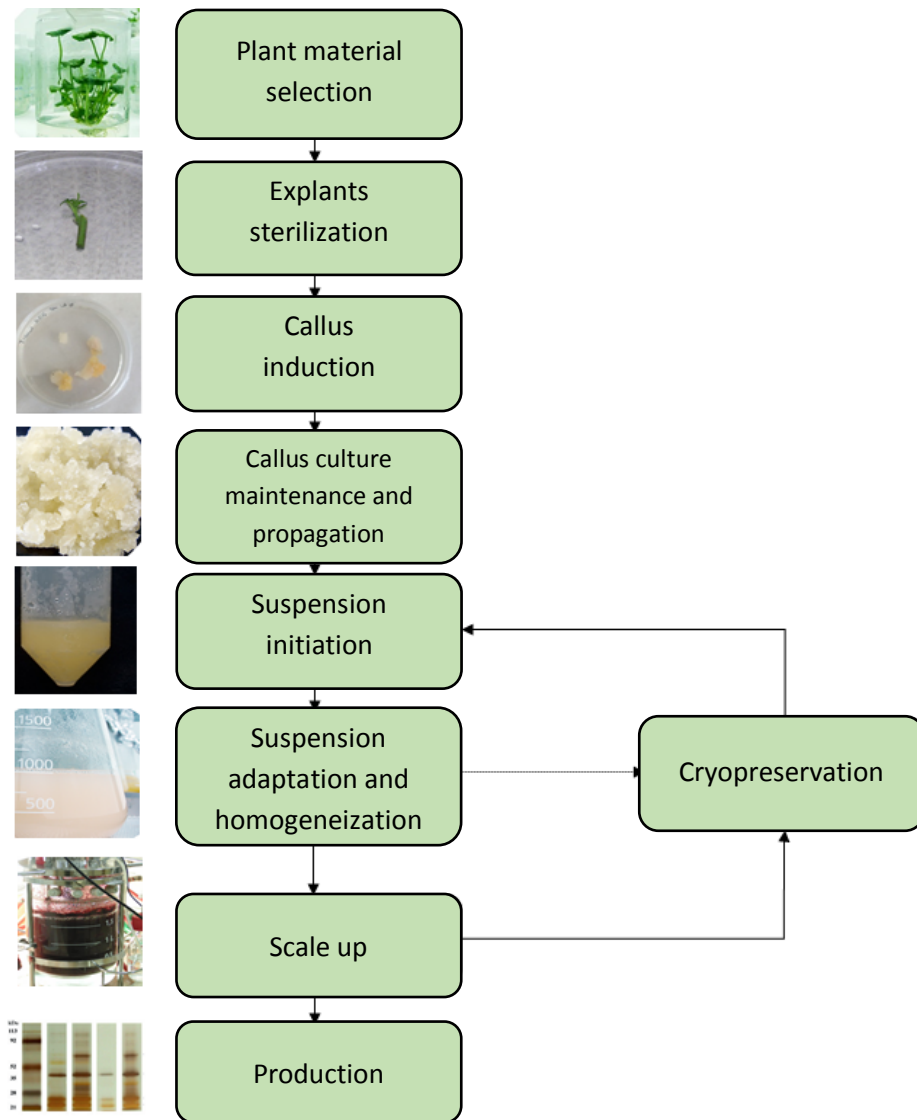 Plant material
selection
Explants
sterilization
Callus
induction
Callus culture
maintenance and
propagation
Suspension
initiation
1500
1000
500
Suspension
adaptation and
homogeneization
Cryopreservation
Scale up
kDa
Production